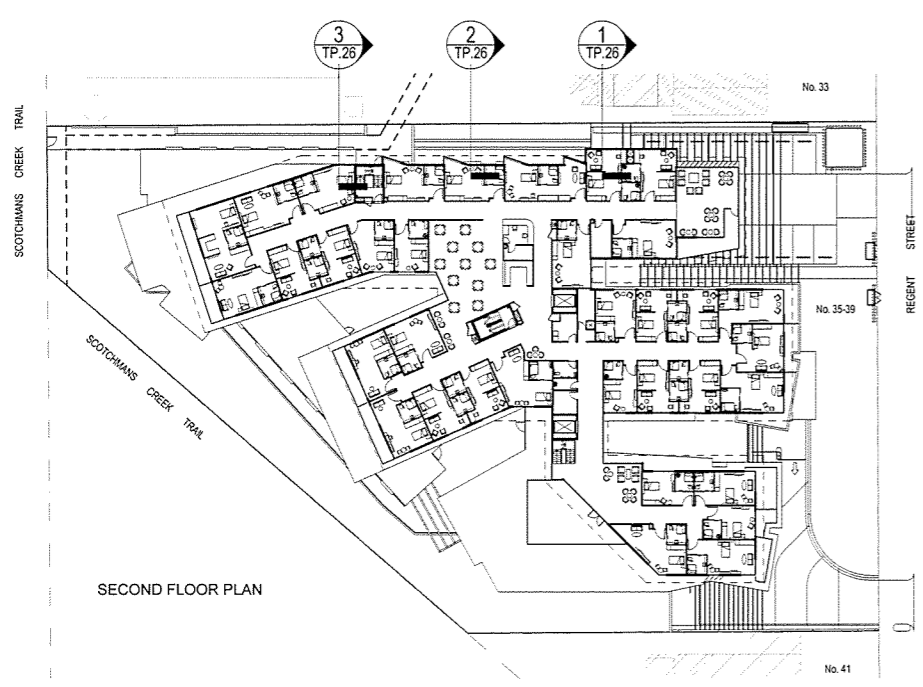 3
TP.26
2
TP.26
1
TP.26
No. 33
SCOTCHMANS CREEK TRAIL
REGENT STREET
No. 35-39
SCOTCHMANS CREEK TRAIL
SECOND FLOOR PLAN
No. 41